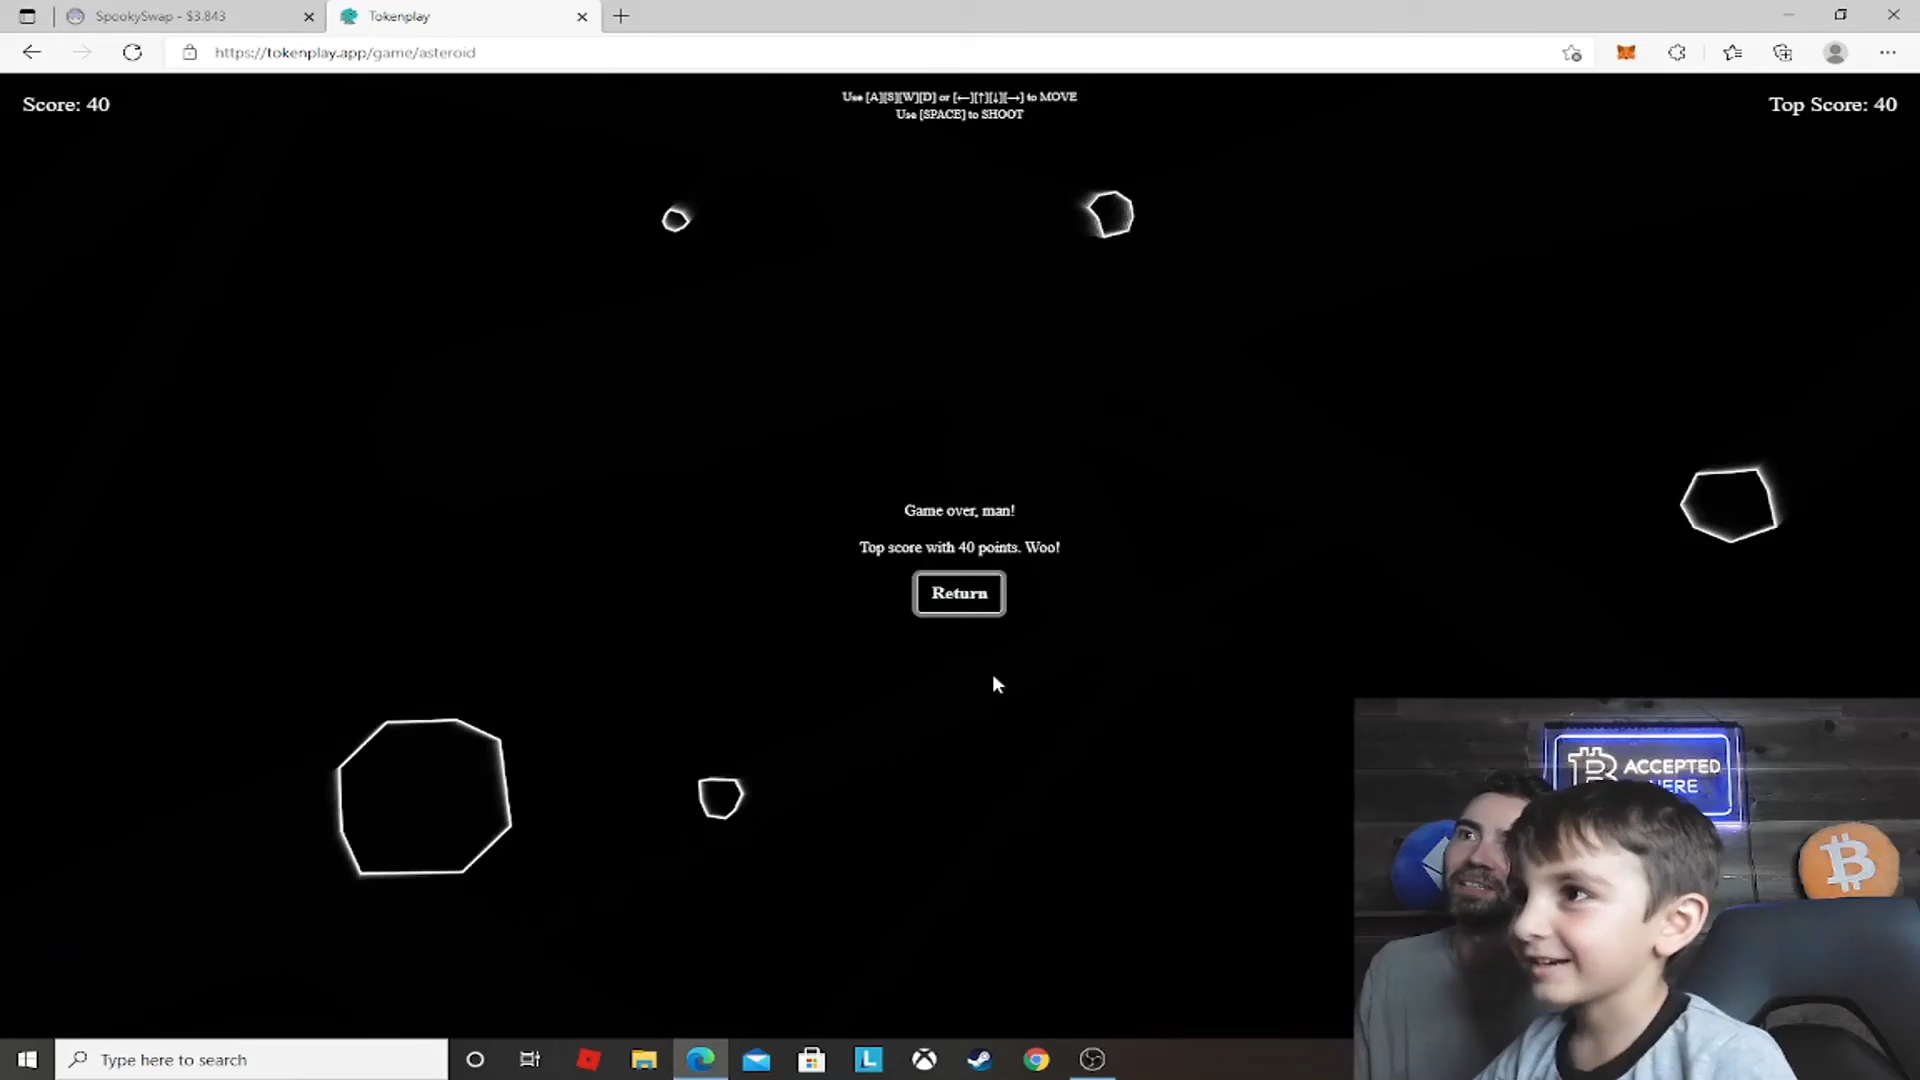 SpookySwap - $3.843
Tokenplay
https://tokenplay.app/game/asteroid
Score: 40
Use [A][S][W][D] or [←][↑][↓][→] to MOVE
Use [SPACE] to SHOOT
Top Score: 40
Game over, man!
Top score with 40 points. Woo!
Return
ACCEPTED
HERE
Type here to search